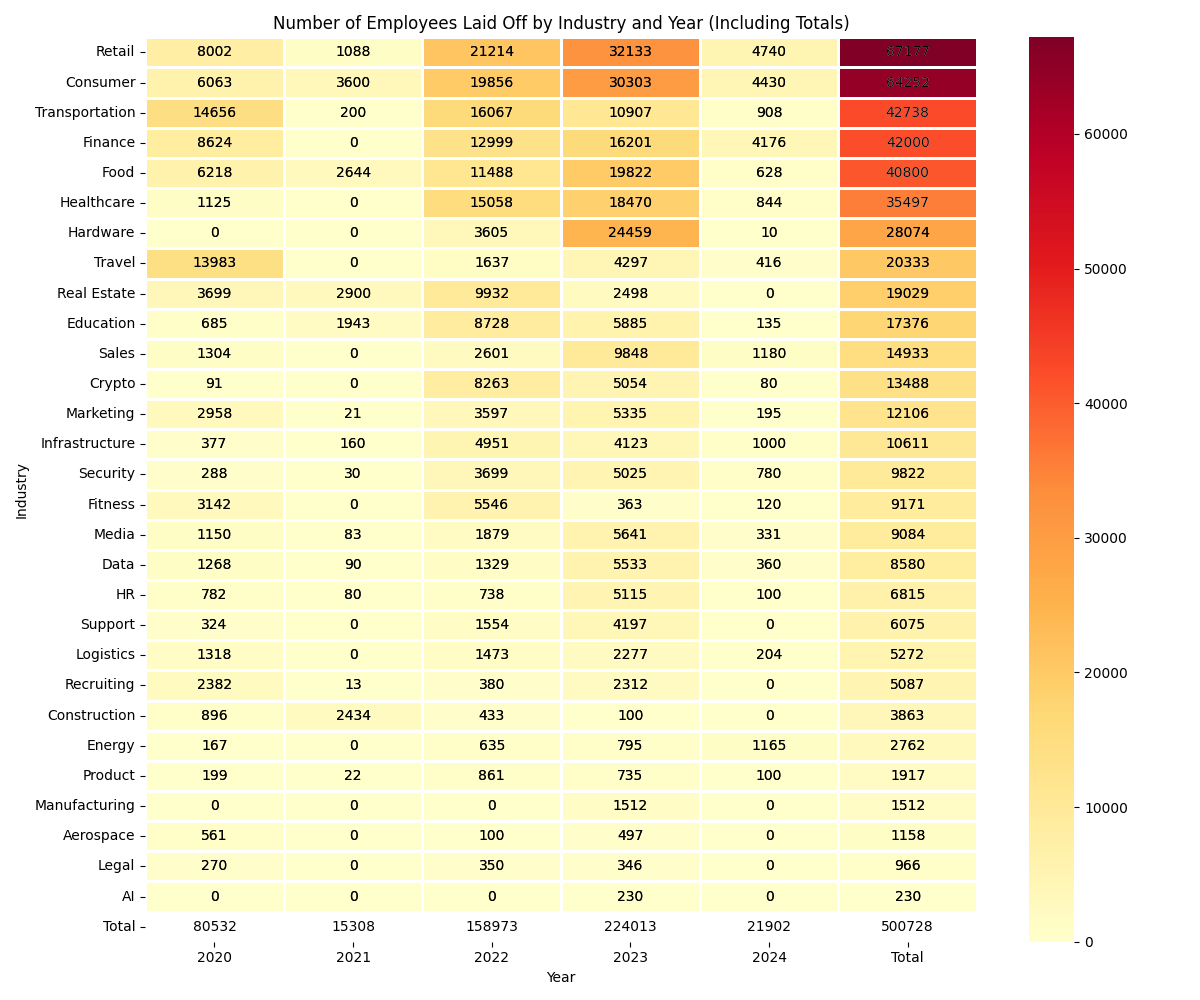 Number of Employees Laid Off by Industry and Year (Including Totals)
Retail 8002 1088 21214 32133 4740 67177
Consumer 6063 3600 19856 30303 4430 64252
Transportation 14656 200 16067 10907 908 42738
Finance 8624 0 12999 16201 4176 42000
Food 6218 2644 11488 19822 628 40800
Healthcare 1125 0 15058 18470 844 35497
Hardware 0 0 3605 24459 10 28074
Travel 13983 0 1637 4297 416 20333
Real Estate 3699 2900 9932 2498 0 19029
Education 685 1943 8728 5885 135 17376
Sales 1304 0 2601 9848 1180 14933
Crypto 91 0 8263 5054 80 13488
Marketing 2958 21 3597 5335 195 12106
Infrastructure 377 160 4951 4123 1000 10611
Security 288 30 3699 5025 780 9822
Fitness 3142 0 5546 363 120 9171
Media 1150 83 1879 5641 331 9084
Data 1268 90 1329 5533 360 8580
HR 782 80 738 5115 100 6815
Support 324 0 1554 4197 0 6075
Logistics 1318 0 1473 2277 204 5272
Recruiting 2382 13 380 2312 0 5087
Construction 896 2434 433 100 0 3863
Energy 167 0 635 795 1165 2762
Product 199 22 861 735 100 1917
Manufacturing 0 0 0 1512 0 1512
Aerospace 561 0 100 497 0 1158
Legal 270 0 350 346 0 966
AI 0 0 0 230 0 230
Total 80532 15308 158973 224013 21902 500728
2020 2021 2022 2023 2024 Total
Year
Industry
60000
50000
40000
30000
20000
10000
0